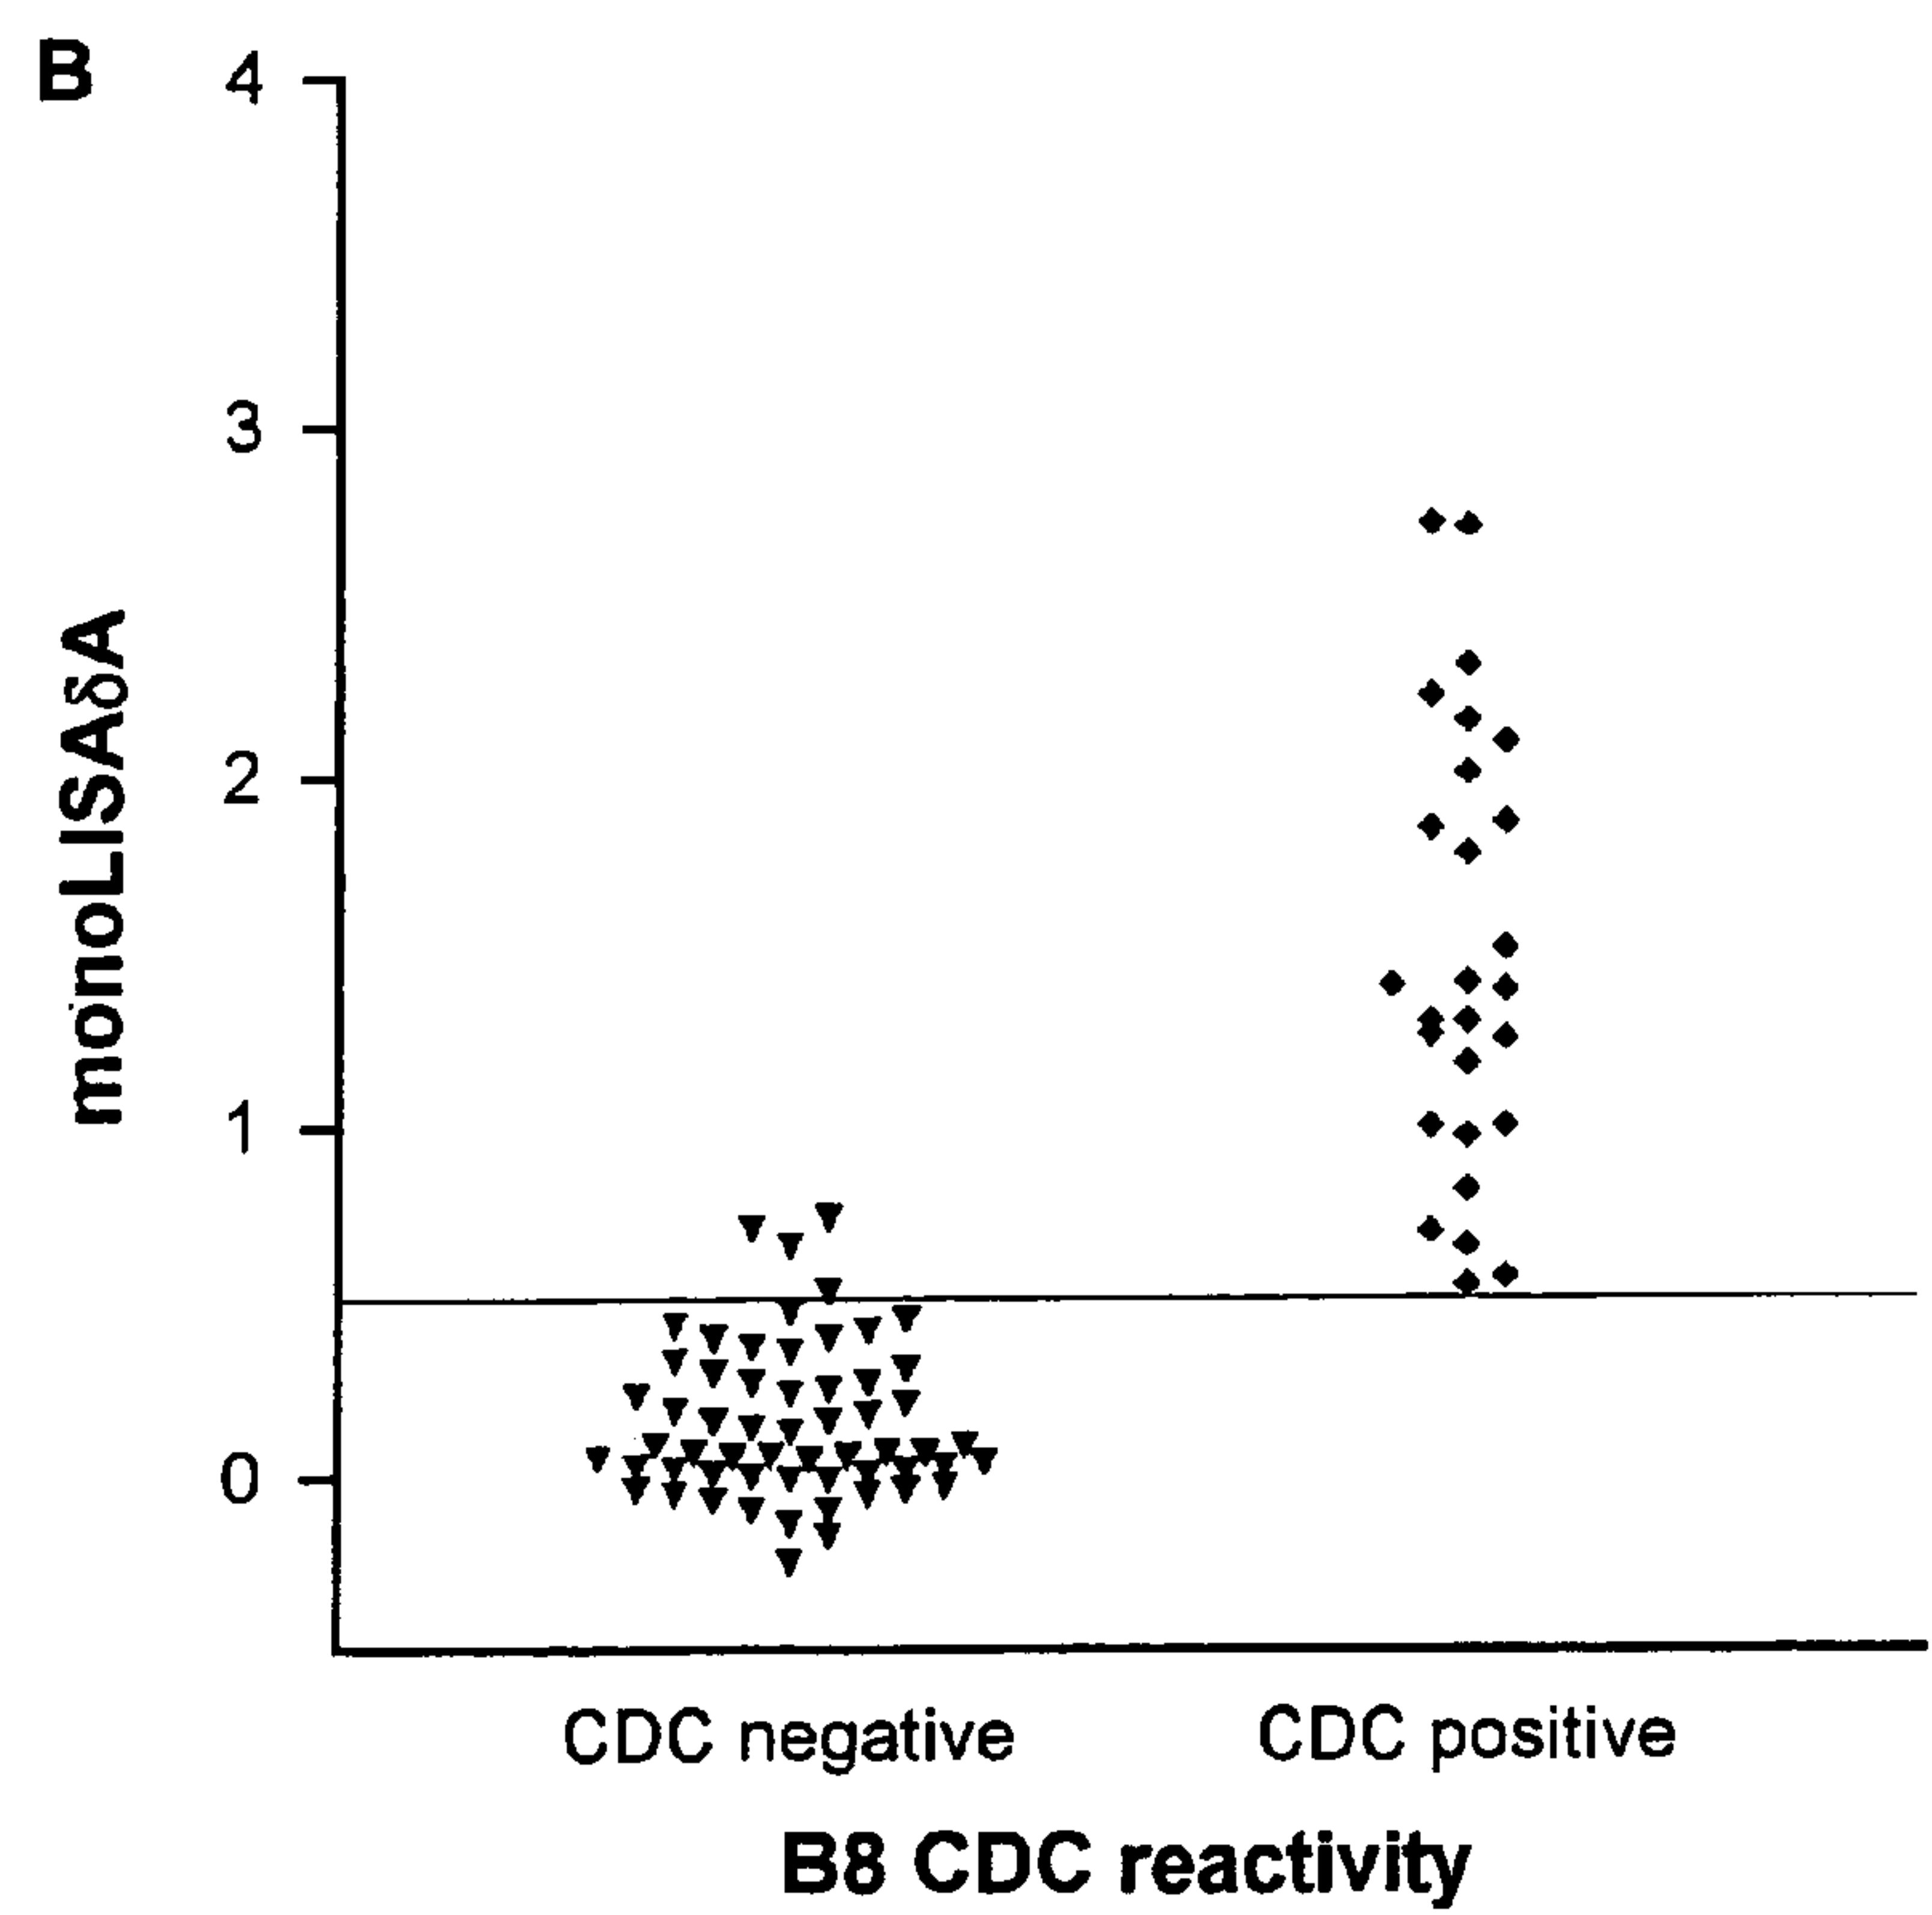 B
4
3
2
1
0
monoLISAδA
CDC negative
CDC positive
B8 CDC reactivity